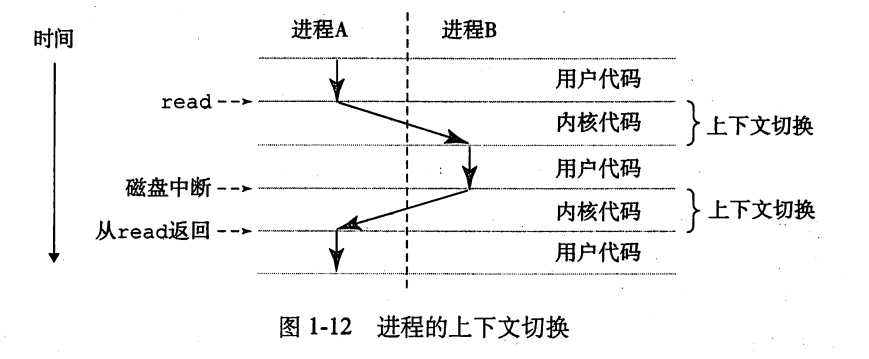 进程A
进程B
时间
用户代码
read
内核代码
上下文切换
用户代码
磁盘中断
内核代码
上下文切换
从read返回
用户代码
图 1-12 进程的上下文切换